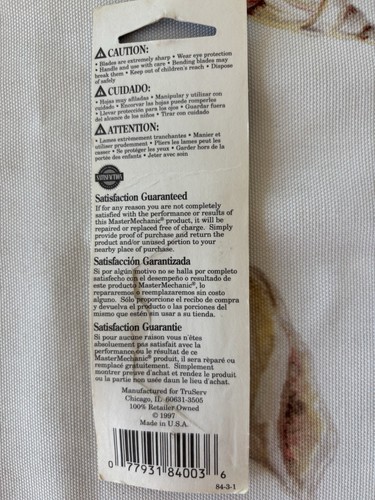 ⚠ CAUTION:
• Blades are extremely sharp • Wear eye protection
• Handle and use with care • Bending blades may
break them • Keep out of children's reach • Dispose
of safely
⚠ CUIDADO:
• Hojas muy afiladas • Manipular y utilizar con
cuidado • Encorvar las hojas puede romperlas
• Llevar protección para los ojos • Guardar fuera
del alcance de los niños • Tirar con cuidado
⚠ ATTENTION:
• Lames extrèmement tranchantes • Manier et
utiliser prudemment • Pliers les lames peut les
casser • Se protéger les yeux • Garder hors de la
portée des enfants • Jeter avec soin
SATISFACTION
Satisfaction Guaranteed
If for any reason you are not completely
satisfied with the performance or results of
this MasterMechanic® product, it will be
repaired or replaced free of charge. Simply
provide proof of purchase and return the
product and/or unused portion to your
nearby place of purchase.
Satisfacción Garantizada
Si por algún motivo no se halla por completo
satisfecho con el desempeño o resultado de
este producto MasterMechanic®, lo
repararemos o reemplazaremos sin costo
alguno. Sólo proporcione el recibo de compra
y devuelva el producto o las porciones del
mismo que estén sin usar a su tienda.
Satisfaction Guarantie
Si pour aucune raison vous n'êtes
absoluement pas satisfait avec la
performance ou le résultat de ce
MasterMechanic® produit, il sera rèparé ou
remplacé gratuitement. Simplement
montrer preuve d'achat et rendez le produit
ou la partie non usée daun le lieu d'achat.
Manufactured for TruServ
Chicago, IL 60631-3505
100% Retailer Owned
© 1997
Made in U.S.A.
0 77931 84003 6
84-3-1